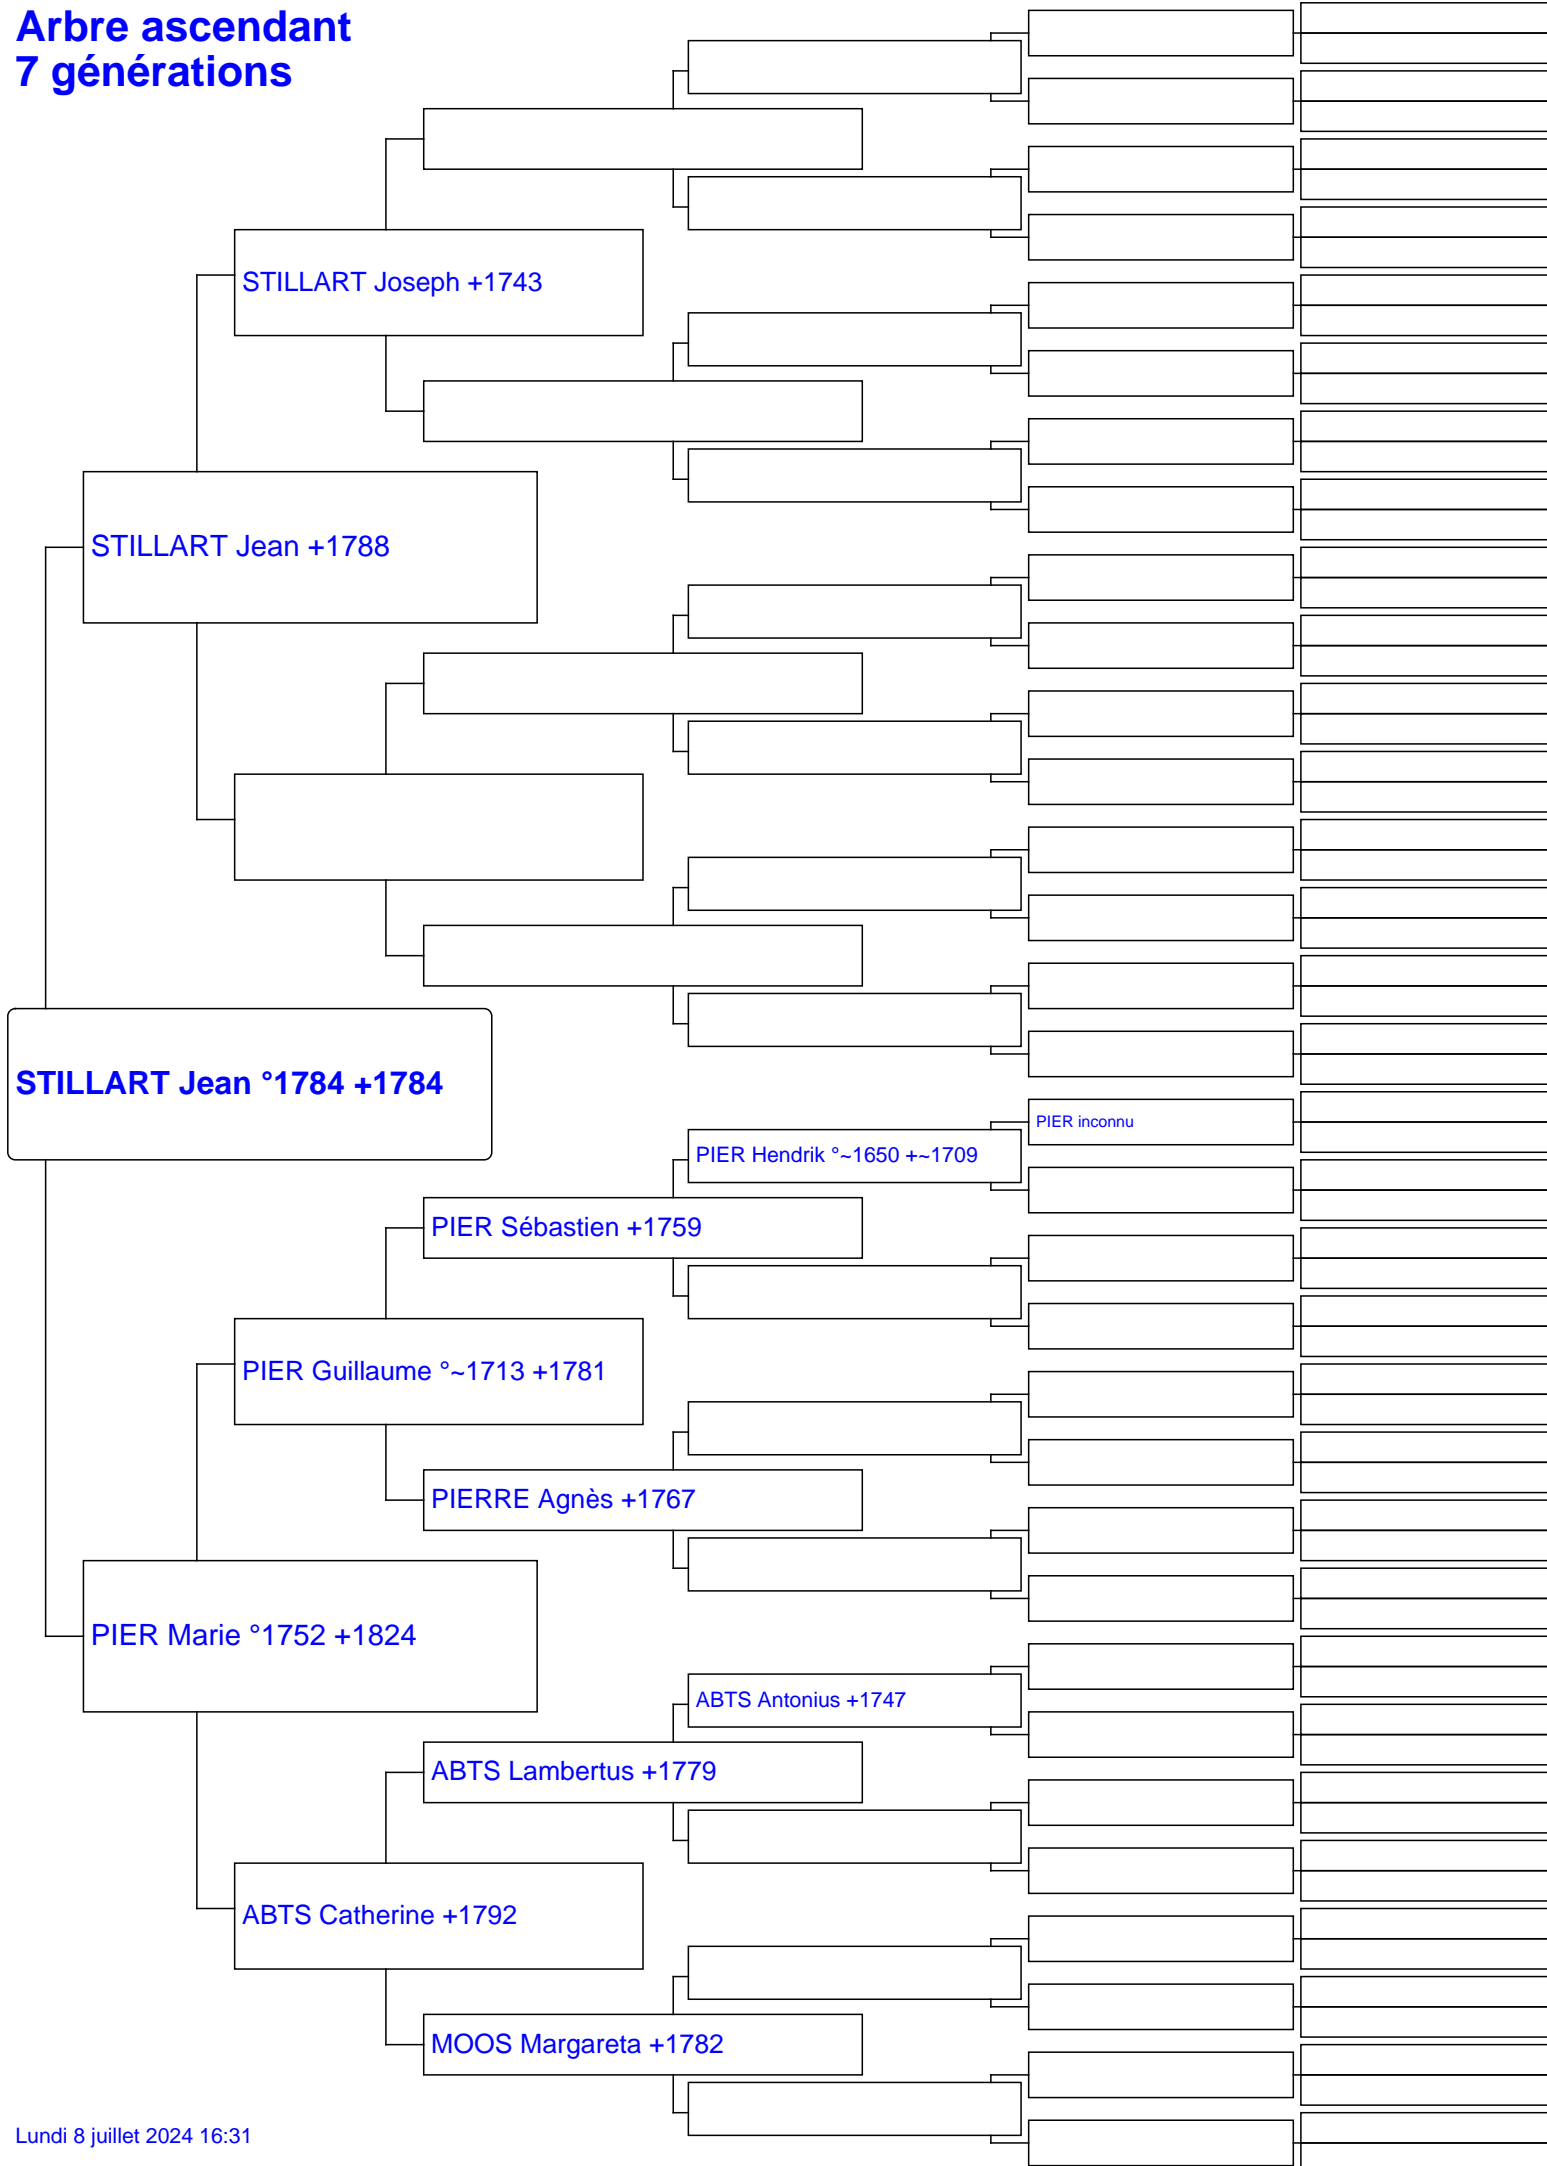 Arbre ascendant
7 générations
STILLART Joseph +1743
STILLART Jean +1788
STILLART Jean °1784 +1784
PIER inconnu
PIER Hendrik °~1650 +~1709
PIER Sébastien +1759
PIER Guillaume °~1713 +1781
PIERRE Agnès +1767
PIER Marie °1752 +1824
ABTS Antonius +1747
ABTS Lambertus +1779
ABTS Catherine +1792
MOOS Margareta +1782
Lundi 8 juillet 2024 16:31